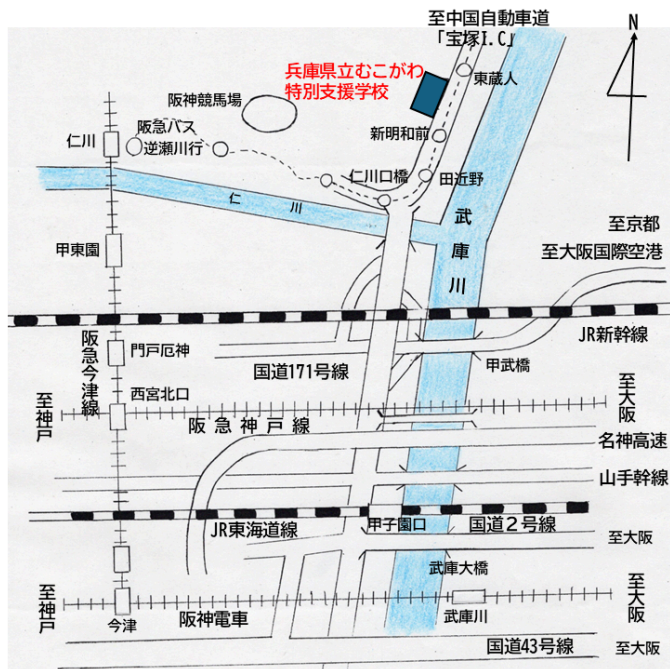 至中国自動車道
「宝塚I.C」
N
兵庫県立むこがわ
特別支援学校
東蔵人
阪神競馬場
阪急バス
逆瀬川行
仁川
新明和前
仁川口橋
田近野
仁川
武庫川
至京都
至大阪国際空港
甲東園
JR新幹線
阪急今津線
門戸厄神
国道171号線
甲武橋
西宮北口
至神戸
至大阪
阪急神戸線
名神高速
山手幹線
JR東海道線
甲子園口
国道２号線
至大阪
武庫大橋
至神戸
至大阪
今津
阪神電車
武庫川
国道43号線
至大阪